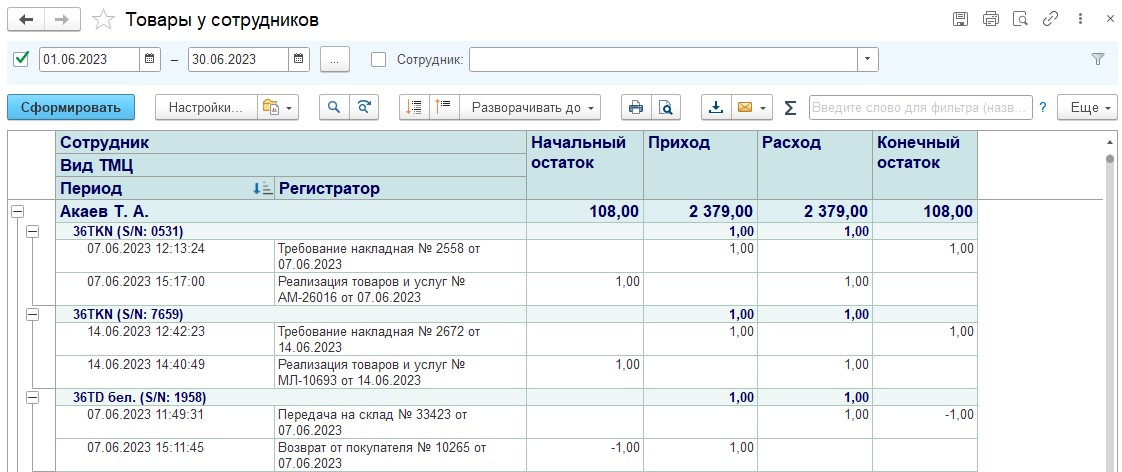 Товары у сотрудников
01.06.2023 – 30.06.2023 ... Сотрудник:
Сформировать Настройки... Разворачивать до Σ Введите слово для фильтра (назв... ? Еще
Сотрудник Начальный остаток Приход Расход Конечный остаток
Вид ТМЦ
Период Регистратор
Акаев Т. А. 108,00 2 379,00 2 379,00 108,00
36TKN (S/N: 0531) 1,00 1,00
07.06.2023 12:13:24 Требование накладная № 2558 от 1,00 1,00
07.06.2023
07.06.2023 15:17:00 Реализация товаров и услуг № 1,00 1,00
АМ-26016 от 07.06.2023
36TKN (S/N: 7659) 1,00 1,00
14.06.2023 12:42:23 Требование накладная № 2672 от 1,00 1,00
14.06.2023
14.06.2023 14:40:49 Реализация товаров и услуг № 1,00 1,00
МЛ-10693 от 14.06.2023
36TD бел. (S/N: 1958) 1,00 1,00
07.06.2023 11:49:31 Передача на склад № 33423 от 1,00 -1,00
07.06.2023
07.06.2023 15:11:45 Возврат от покупателя № 10265 от -1,00 1,00
07.06.2023